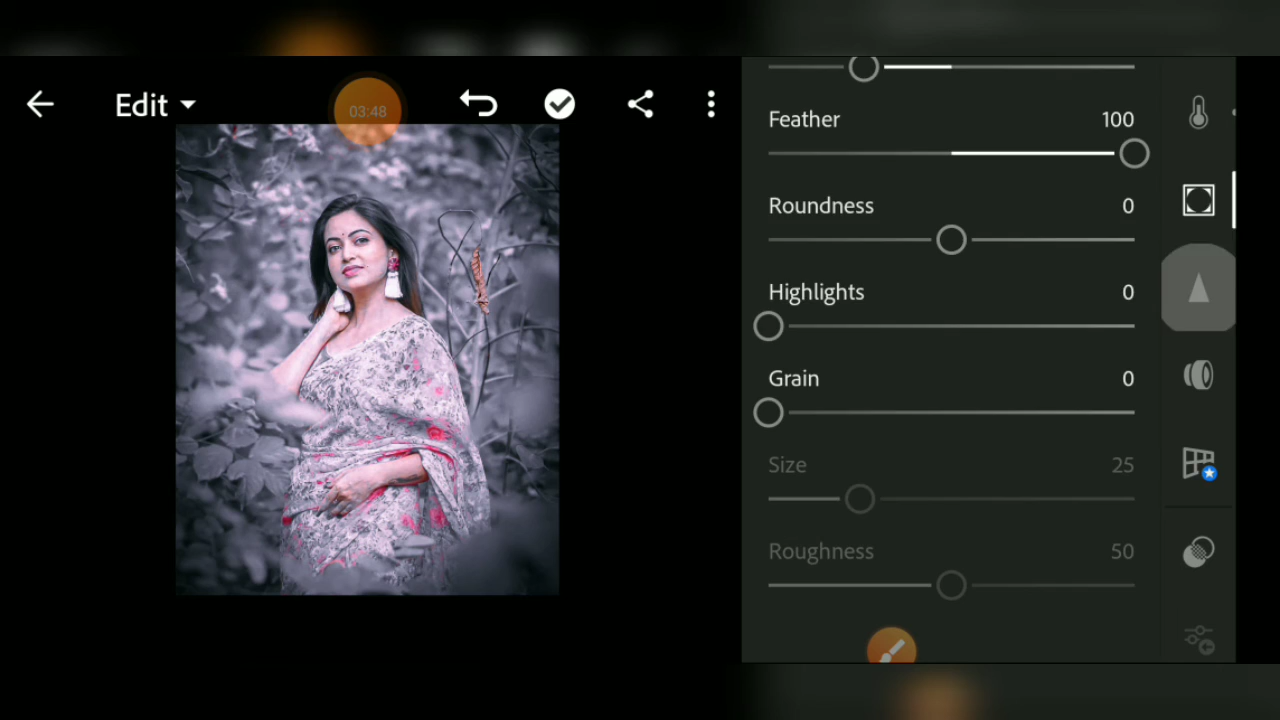 Edit
03:48
Feather 100
Roundness 0
Highlights 0
Grain 0
Size 25
Roughness 50